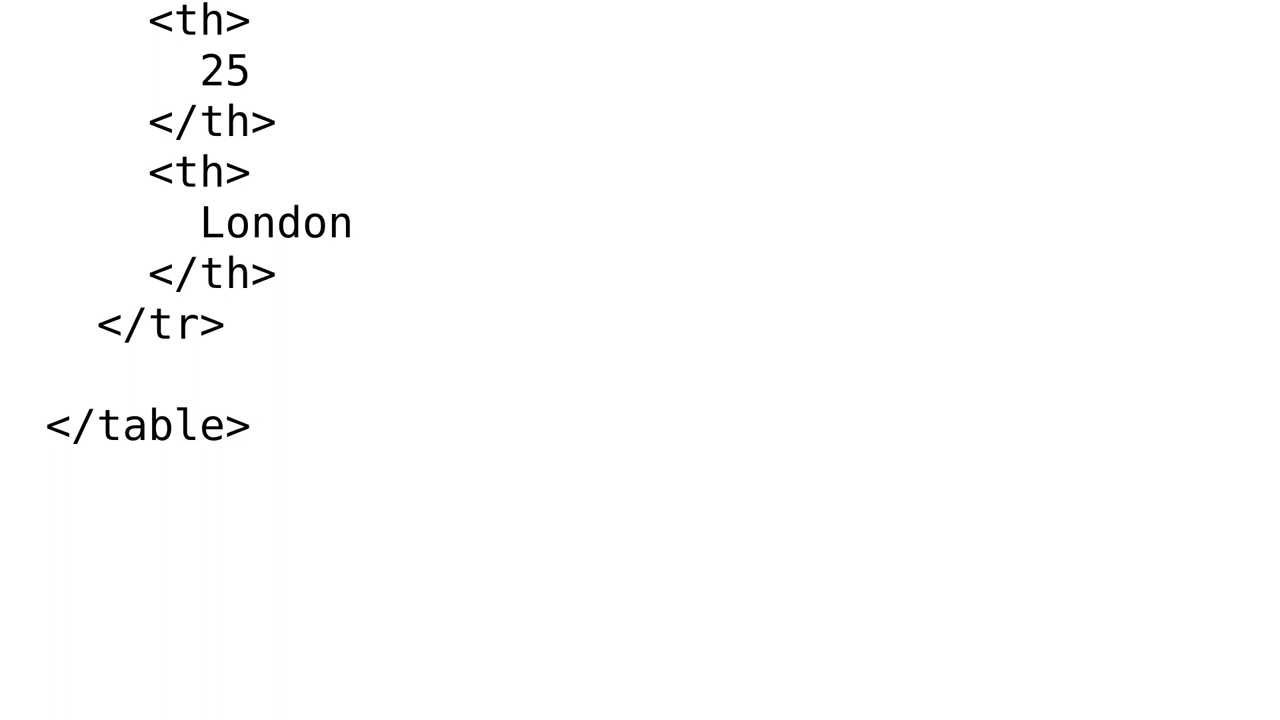 <th>
      25
    </th>
    <th>
      London
    </th>
  </tr>

</table>